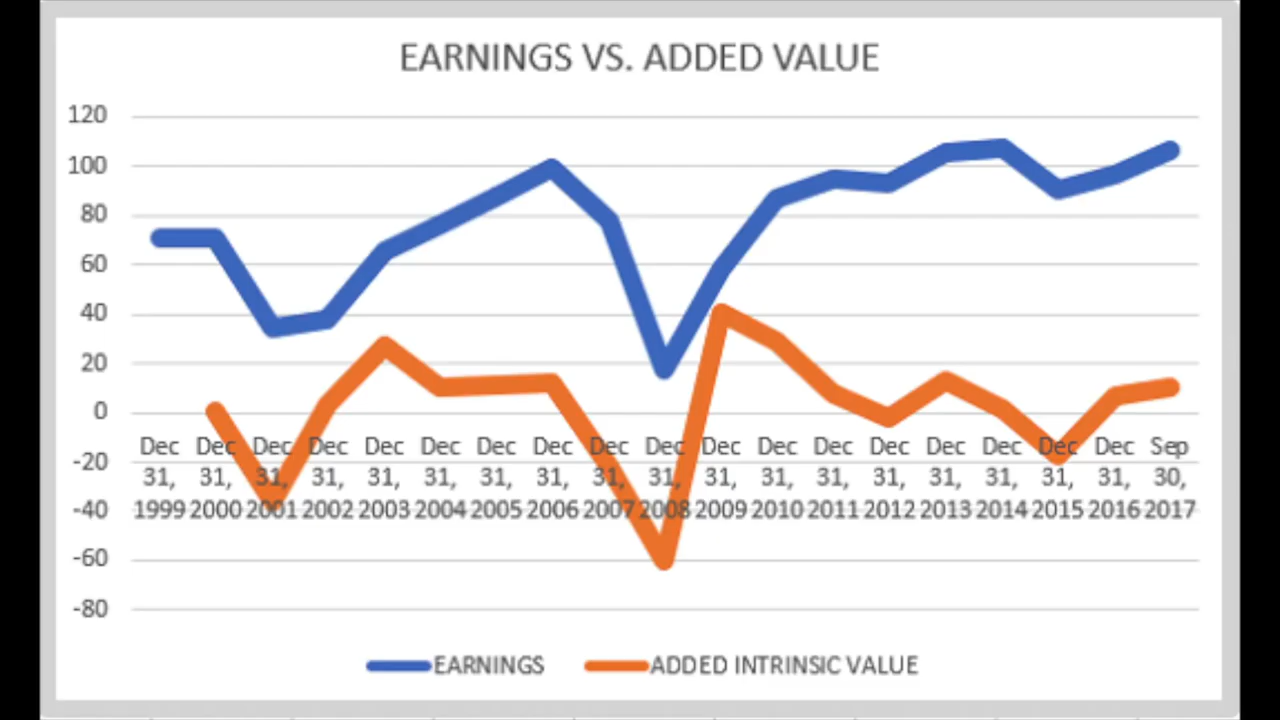 EARNINGS VS. ADDED VALUE
120
100
80
60
40
20
0
-20
-40
-60
-80
Dec Dec Dec Dec Dec Dec Dec Dec Dec Dec Dec Dec Dec Dec Dec Dec Dec Dec Sep
31, 31, 31, 31, 31, 31, 31, 31, 31, 31, 31, 31, 31, 31, 31, 31, 31, 31, 30,
1999 2000 2001 2002 2003 2004 2005 2006 2007 2008 2009 2010 2011 2012 2013 2014 2015 2016 2017
EARNINGS ADDED INTRINSIC VALUE